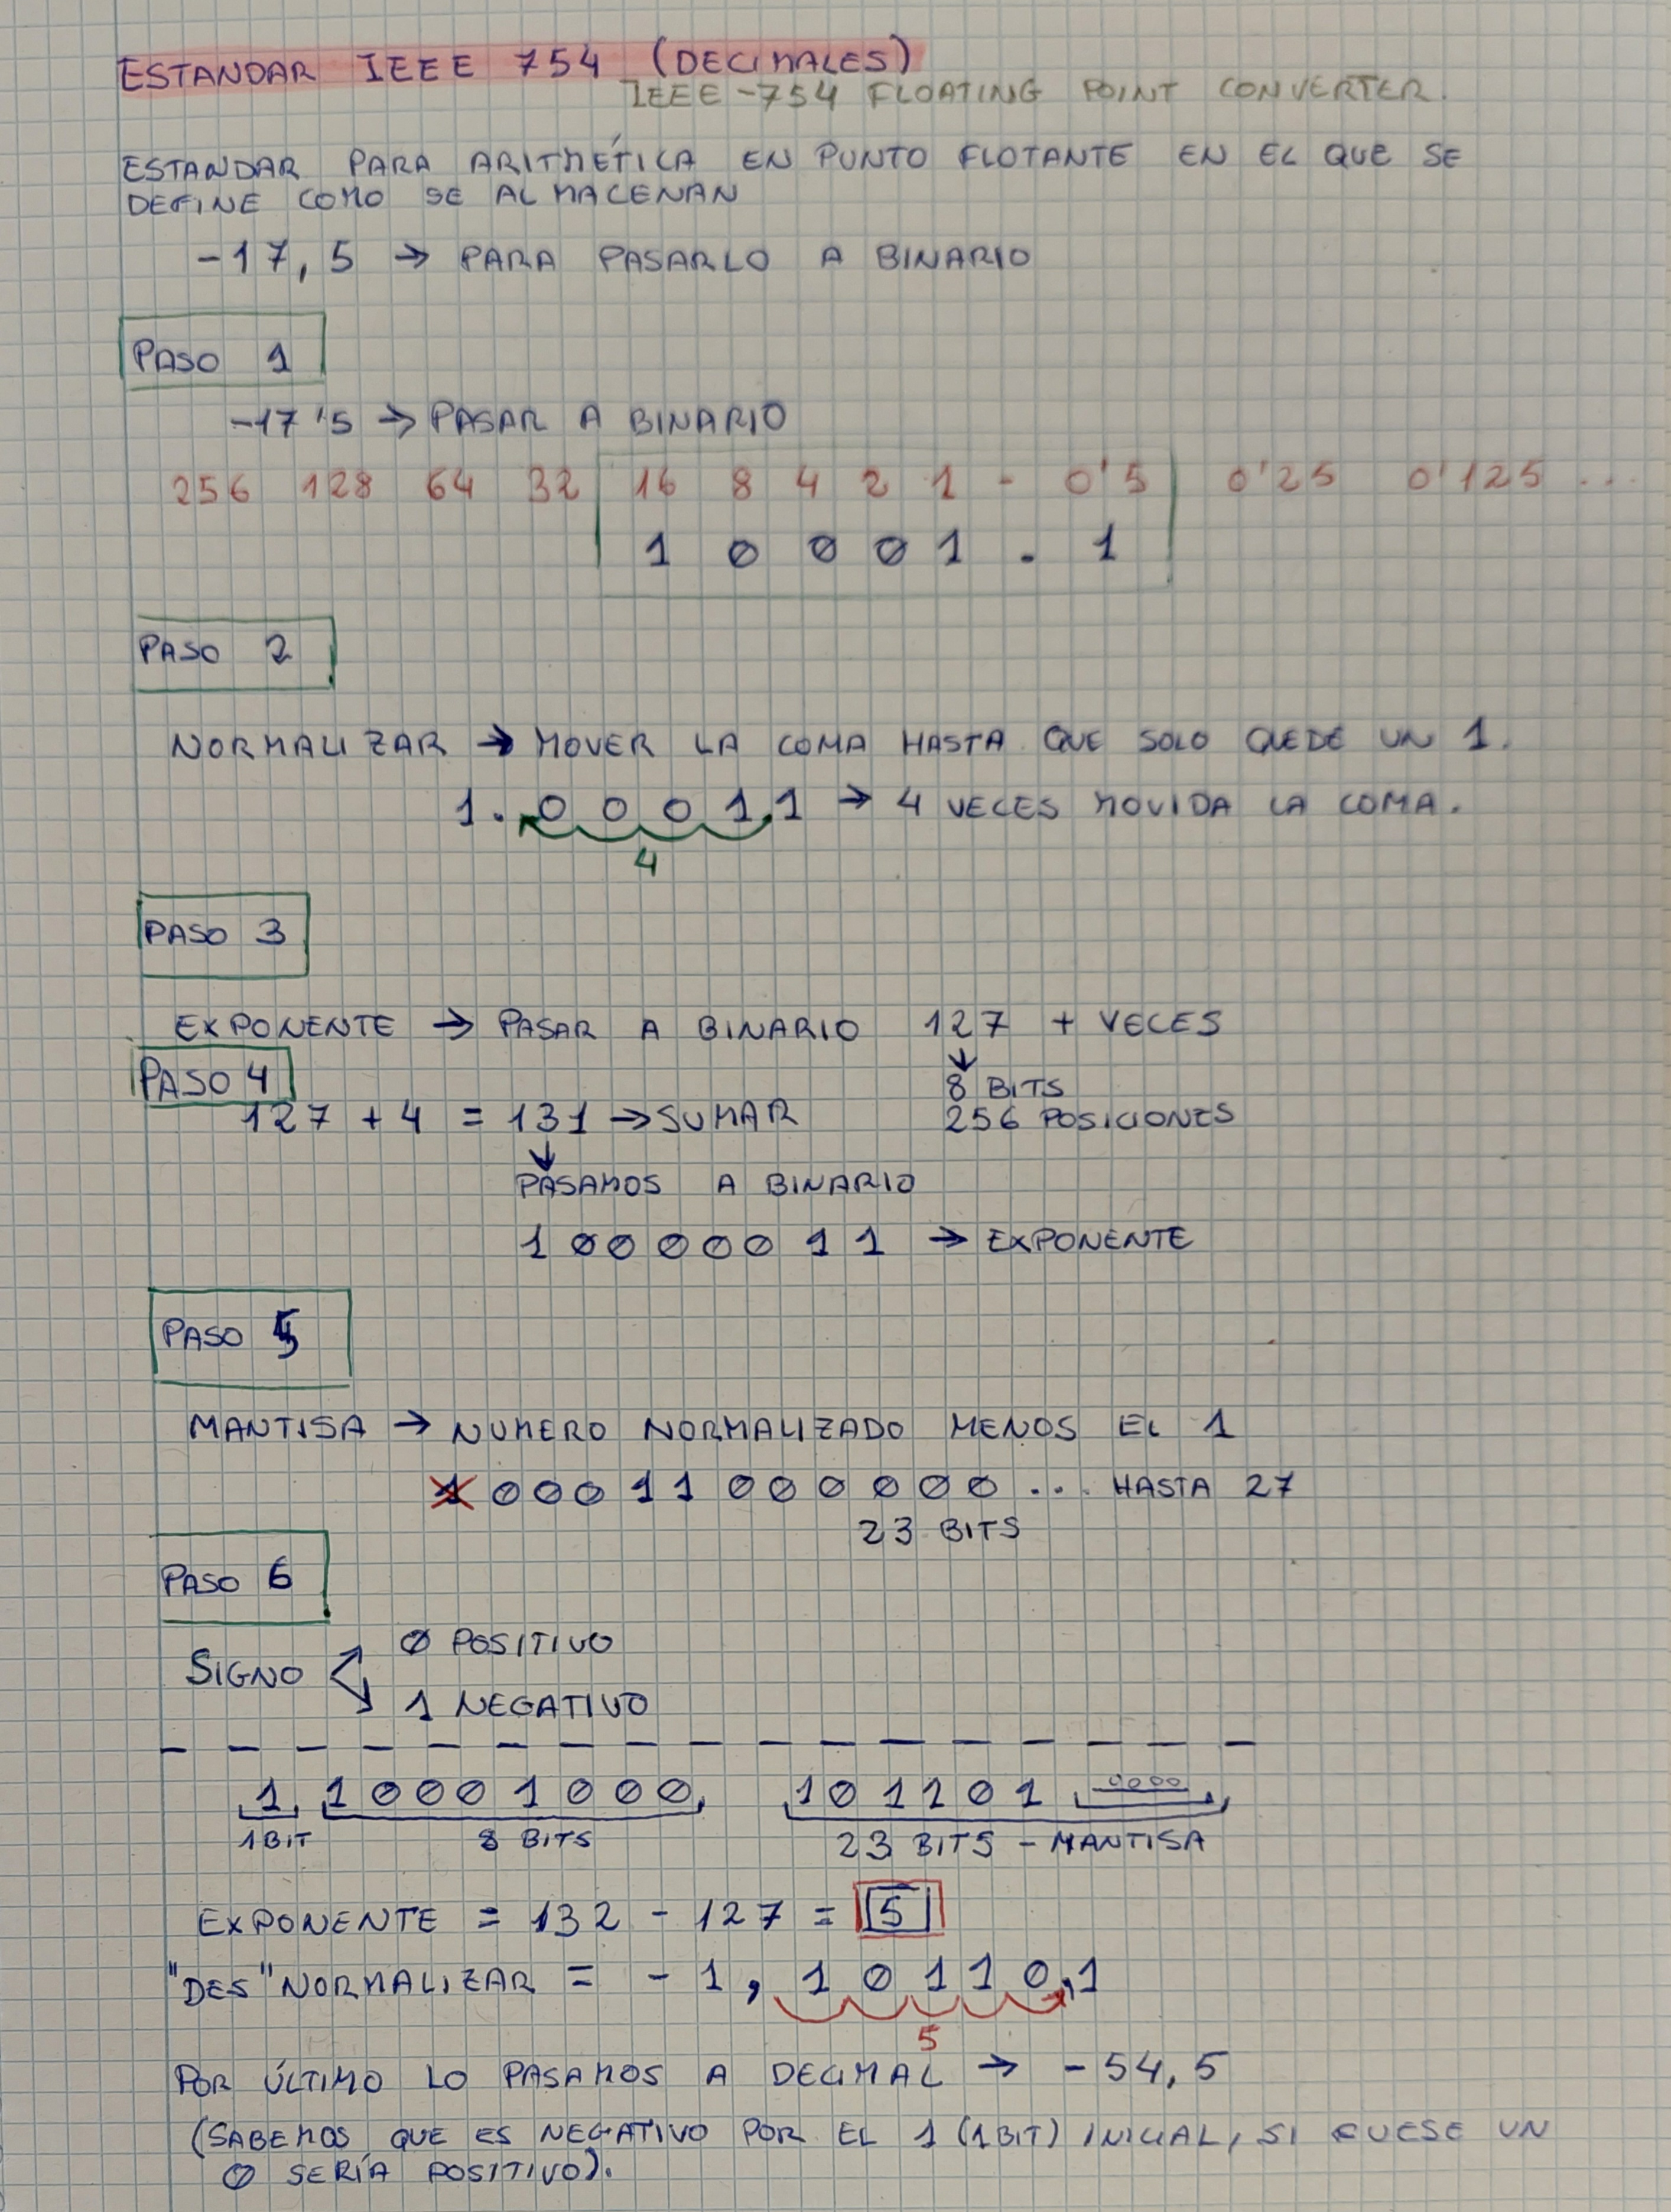 ESTANDAR IEEE 754 (DECIMALES)
IEEE-754 FLOATING POINT CONVERTER.
ESTANDAR PARA ARITMÉTICA EN PUNTO FLOTANTE EN EL QUE SE
DEFINE COMO SE ALMACENAN
-17,5 → PARA PASARLO A BINARIO
PASO 1
-17'5 → PASAR A BINARIO
256 128 64 32 16 8 4 2 1 - 0'5 0'25 0'125 ...
1 0 0 0 1 . 1
PASO 2
NORMALIZAR → MOVER LA COMA HASTA QUE SOLO QUEDE UN 1.
1. 0 0 0 1,1 → 4 VECES MOVIDA LA COMA.
4
PASO 3
EXPONENTE → PASAR A BINARIO 127 + VECES
↓
8 BITS
256 POSICIONES
PASO 4
127 + 4 = 131 → SUMAR
↓
PASAMOS A BINARIO
1 0 0 0 0 0 1 1 → EXPONENTE
PASO 5
MANTISA → NUMERO NORMALIZADO MENOS EL 1
1 0 0 0 1 1 0 0 0 0 0 0 ... HASTA 27
23 BITS
PASO 6
SIGNO
0 POSITIVO
1 NEGATIVO
1 1 0 0 0 1 0 0 0 1 0 1 1 0 1 0000
1 BIT 8 BITS 23 BITS - MANTISA
EXPONENTE = 132 - 127 = 5
"DES"NORMALIZAR = - 1, 1 0 1 1 0,1
5
POR ÚLTIMO LO PASAMOS A DECIMAL → -54,5
(SABEMOS QUE ES NEGATIVO POR EL 1 (1BIT) INICIAL, SI FUESE UN
0 SERÍA POSITIVO).